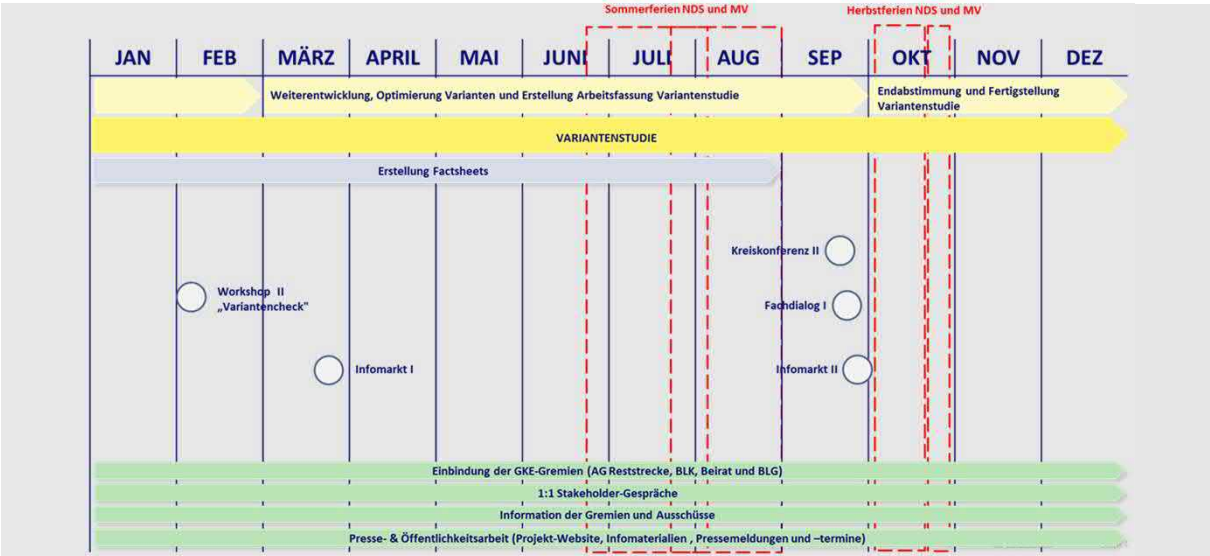 Sommerferien NDS und MV
Herbstferien NDS und MV
JAN FEB MÄRZ APRIL MAI JUNI JULI AUG SEP OKT NOV DEZ
Weiterentwicklung, Optimierung Varianten und Erstellung Arbeitsfassung Variantenstudie
Endabstimmung und Fertigstellung
Variantenstudie
VARIANTENSTUDIE
Erstellung Factsheets
Kreiskonferenz II
Workshop II
„Variantencheck"
Fachdialog I
Infomarkt I
Infomarkt II
Einbindung der GKE-Gremien (AG Reststrecke, BLK, Beirat und BLG)
1:1 Stakeholder-Gespräche
Information der Gremien und Ausschüsse
Presse- & Öffentlichkeitsarbeit (Projekt-Website, Infomaterialien , Pressemeldungen und –termine)